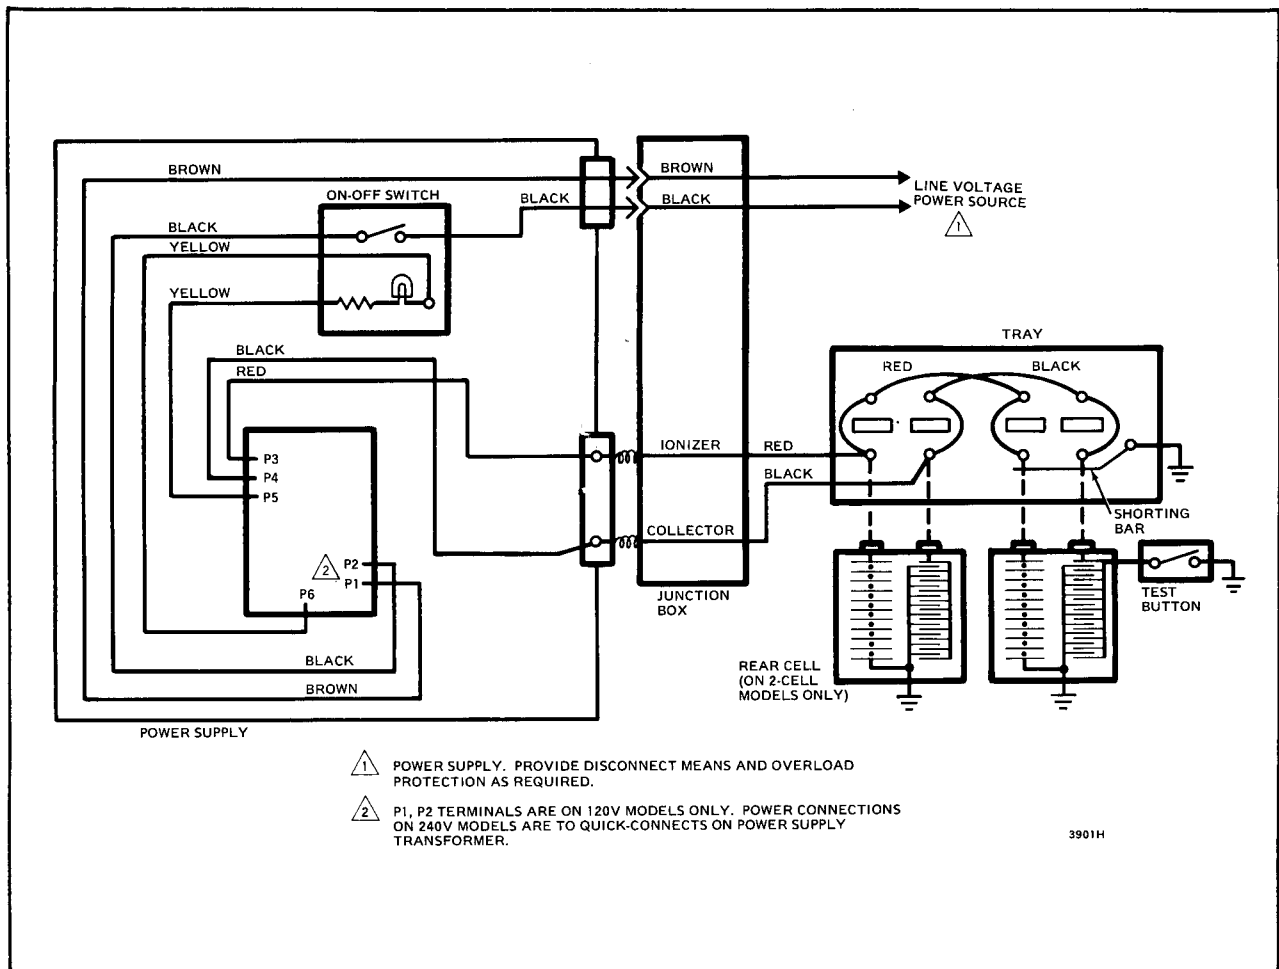 BROWN
BROWN
ON-OFF SWITCH
BLACK
BLACK
LINE VOLTAGE
POWER SOURCE
1
BLACK
YELLOW
YELLOW
BLACK
RED
TRAY
RED
BLACK
IONIZER
RED
BLACK
P3
P4
P5
COLLECTOR
SHORTING
BAR
2
P2
P1
P6
JUNCTION
BOX
TEST
BUTTON
BLACK
BROWN
REAR CELL
(ON 2-CELL
MODELS ONLY)
POWER SUPPLY
1 POWER SUPPLY. PROVIDE DISCONNECT MEANS AND OVERLOAD
PROTECTION AS REQUIRED.
2 P1, P2 TERMINALS ARE ON 120V MODELS ONLY. POWER CONNECTIONS
ON 240V MODELS ARE TO QUICK-CONNECTS ON POWER SUPPLY
TRANSFORMER.
3901H